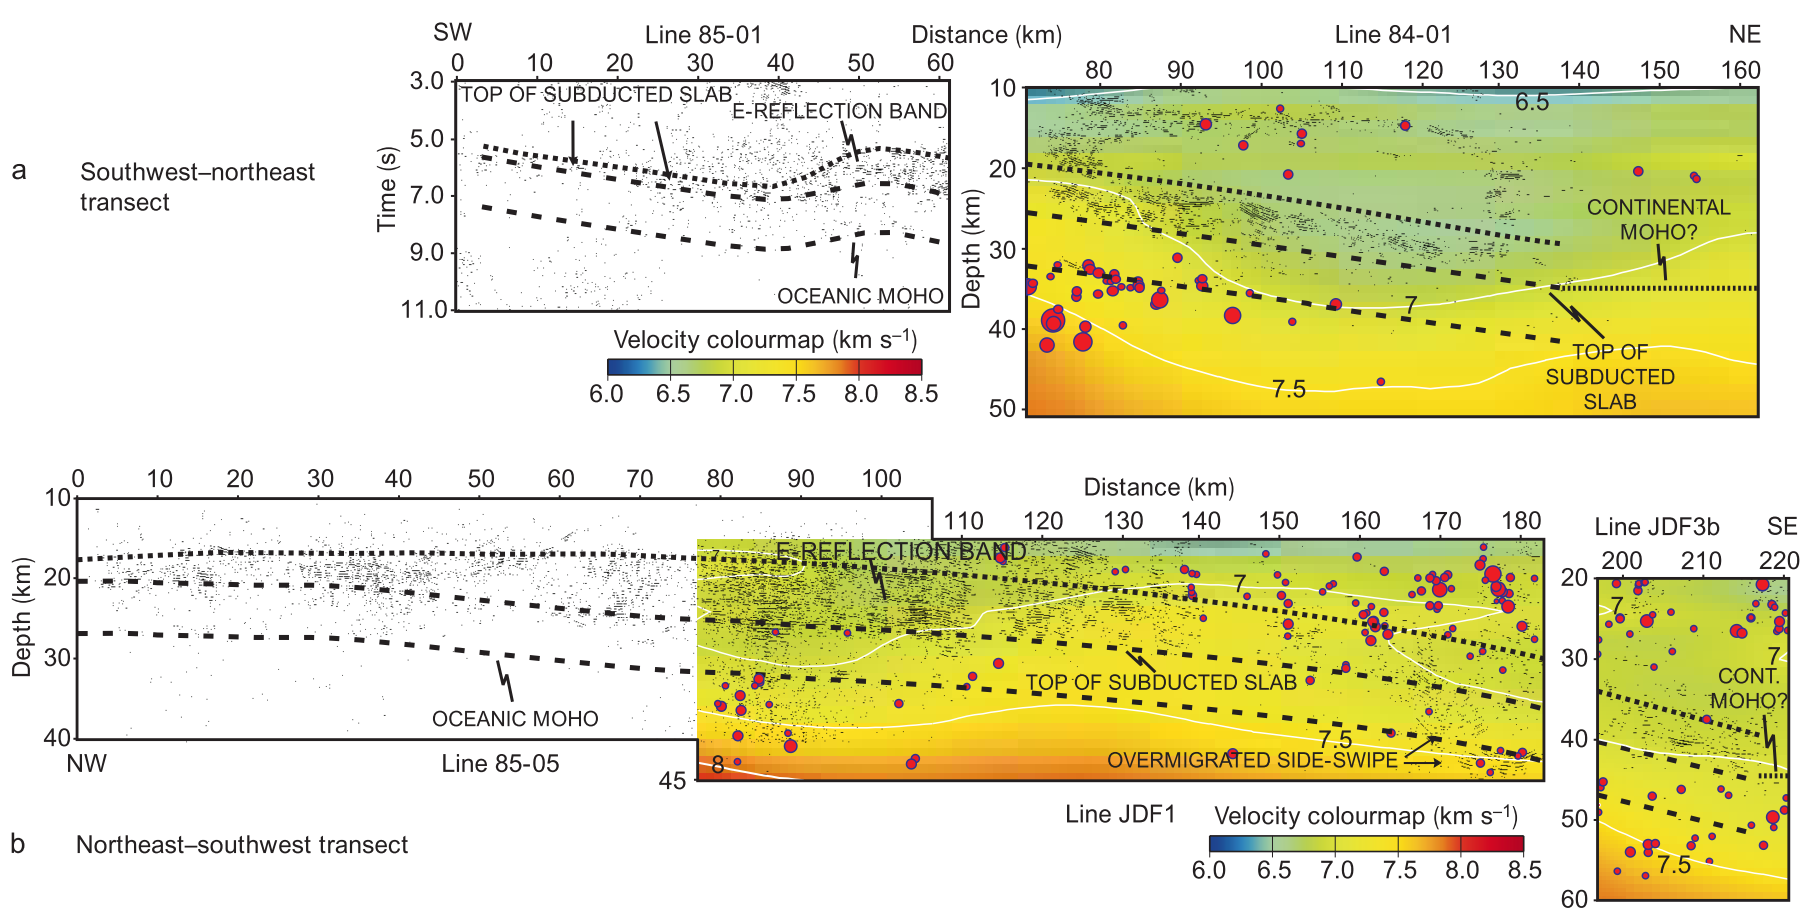 SW
Line 85-01
Distance (km)
Line 84-01
NE
0 10 20 30 40 50 60
80 90 100 110 120 130 140 150 160
3.0
5.0
7.0
9.0
11.0
Time (s)
TOP OF SUBDUCTED SLAB
E-REFLECTION BAND
OCEANIC MOHO
a
Southwest–northeast
transect
10
20
30
40
50
Depth (km)
6.5
CONTINENTAL
MOHO?
7
TOP OF
SUBDUCTED
SLAB
7.5
Velocity colourmap (km s–1)
6.0 6.5 7.0 7.5 8.0 8.5
0 10 20 30 40 50 60 70 80 90 100
Distance (km)
110 120 130 140 150 160 170 180
Line JDF3b
SE
200 210 220
10
20
30
40
45
Depth (km)
7
E-REFLECTION BAND
7
TOP OF SUBDUCTED SLAB
OCEANIC MOHO
7.5
OVERMIGRATED SIDE-SWIPE
8
NW
Line 85-05
20
30
40
50
60
7
7
CONT.
MOHO?
7.5
Line JDF1
Velocity colourmap (km s–1)
6.0 6.5 7.0 7.5 8.0 8.5
b
Northeast–southwest transect